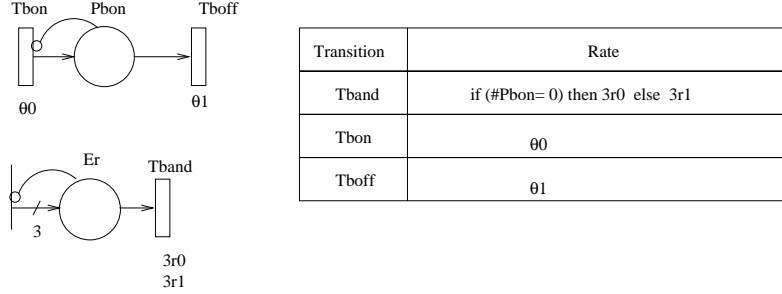 Tbon Pbon Tboff
θ0 θ1
Er Tband
3
3r0
3r1
Transition Rate
Tband if (#Pbon= 0) then 3r0 else 3r1
Tbon θ0
Tboff θ1